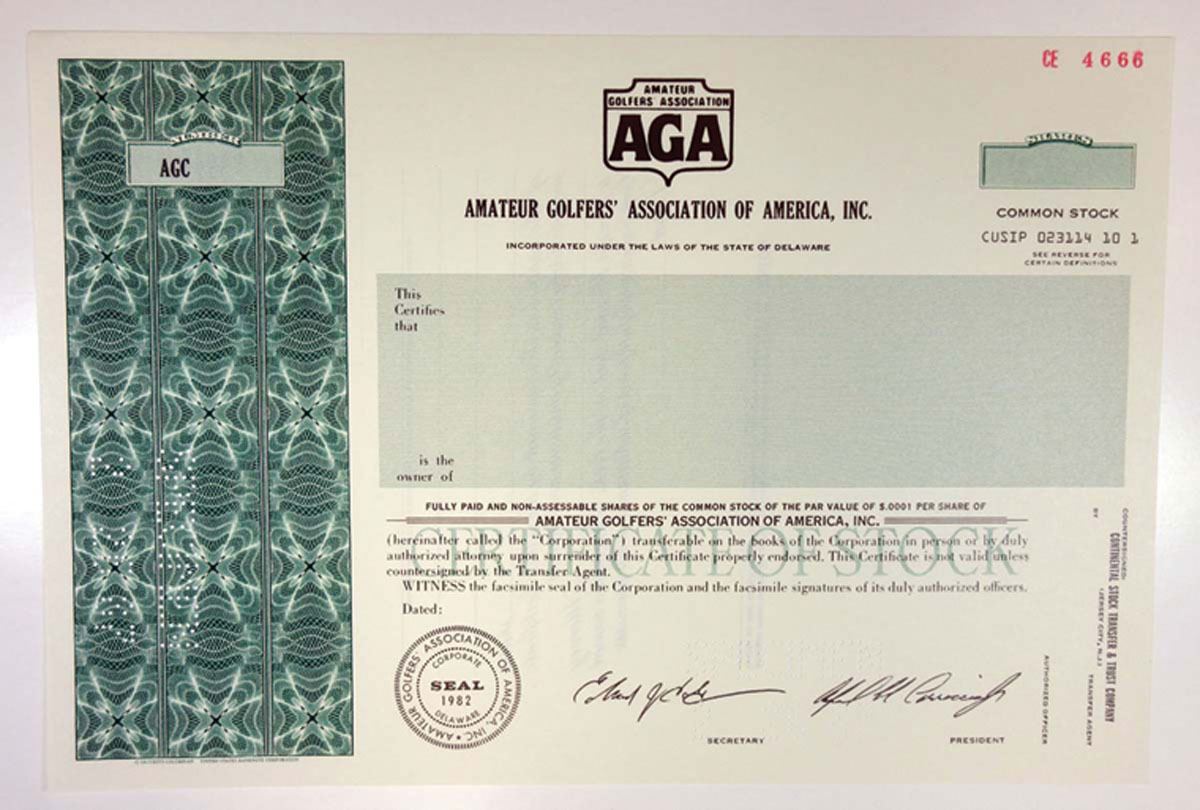 CE 4666
AMATEUR
GOLFERS' ASSOCIATION
AGA
NUMBER
AGC
SHARES
AMATEUR GOLFERS' ASSOCIATION OF AMERICA, INC.
INCORPORATED UNDER THE LAWS OF THE STATE OF DELAWARE
COMMON STOCK
CUSIP 023114 10 1
SEE REVERSE FOR
CERTAIN DEFINITIONS
This
Certifies
that
is the
owner of
FULLY PAID AND NON-ASSESSABLE SHARES OF THE COMMON STOCK OF THE PAR VALUE OF $.0001 PER SHARE OF
AMATEUR GOLFERS' ASSOCIATION OF AMERICA, INC.
CERTIFICATE OF STOCK
(hereinafter called the "Corporation") transferable on the books of the Corporation in person or by duly
authorized attorney upon surrender of this Certificate properly endorsed. This Certificate is not valid unless
countersigned by the Transfer Agent.
WITNESS the facsimile seal of the Corporation and the facsimile signatures of its duly authorized officers.
Dated:
AMATEUR GOLFERS' ASSOCIATION OF AMERICA, INC.
CORPORATE
SEAL
1982
DELAWARE
SECRETARY
PRESIDENT
COUNTERSIGNED:
CONTINENTAL STOCK TRANSFER & TRUST COMPANY
(JERSEY CITY, N.J.)
BY
TRANSFER AGENT
AUTHORIZED OFFICER
UNITED STATES BANKNOTE CORPORATION